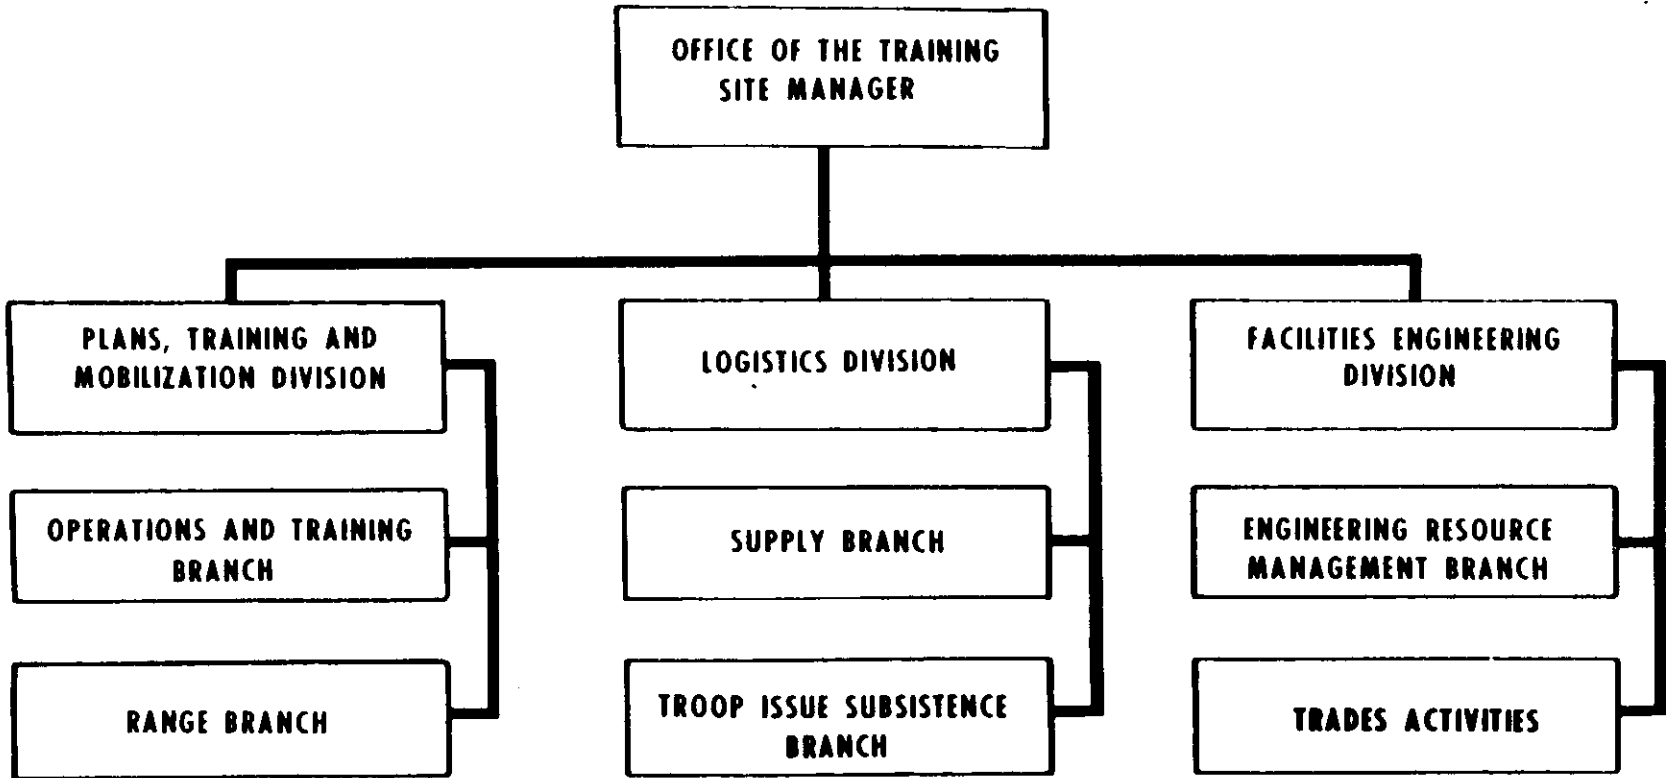 OFFICE OF THE TRAINING
SITE MANAGER
PLANS, TRAINING AND
MOBILIZATION DIVISION
LOGISTICS DIVISION
FACILITIES ENGINEERING
DIVISION
OPERATIONS AND TRAINING
BRANCH
SUPPLY BRANCH
ENGINEERING RESOURCE
MANAGEMENT BRANCH
RANGE BRANCH
TROOP ISSUE SUBSISTENCE
BRANCH
TRADES ACTIVITIES